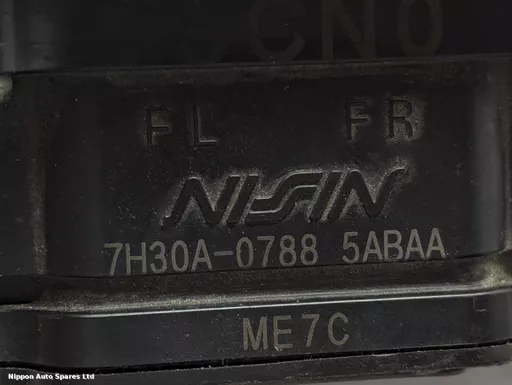 FL FR
NISSIN
7H30A-0788 5ABAA
ME7C
Nippon Auto Spares Ltd